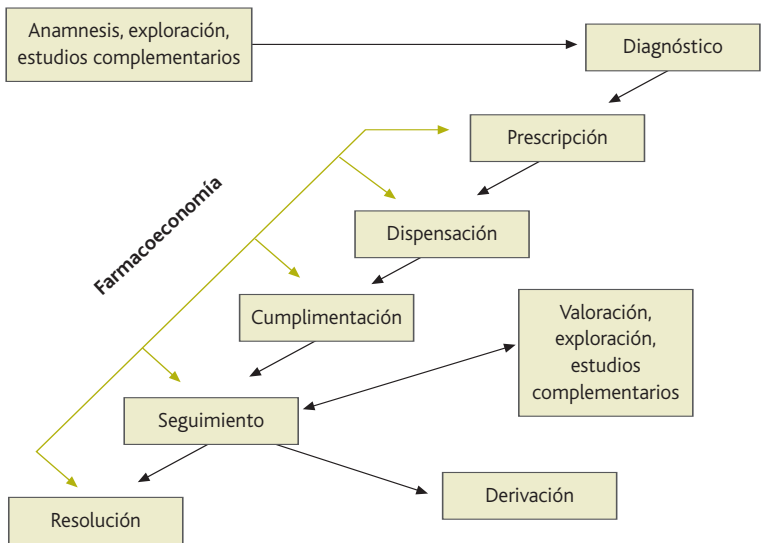 Anamnesis, exploración,
estudios complementarios
Diagnóstico
Prescripción
Farmacoeconomía
Dispensación
Cumplimentación
Valoración,
exploración,
estudios
complementarios
Seguimiento
Derivación
Resolución